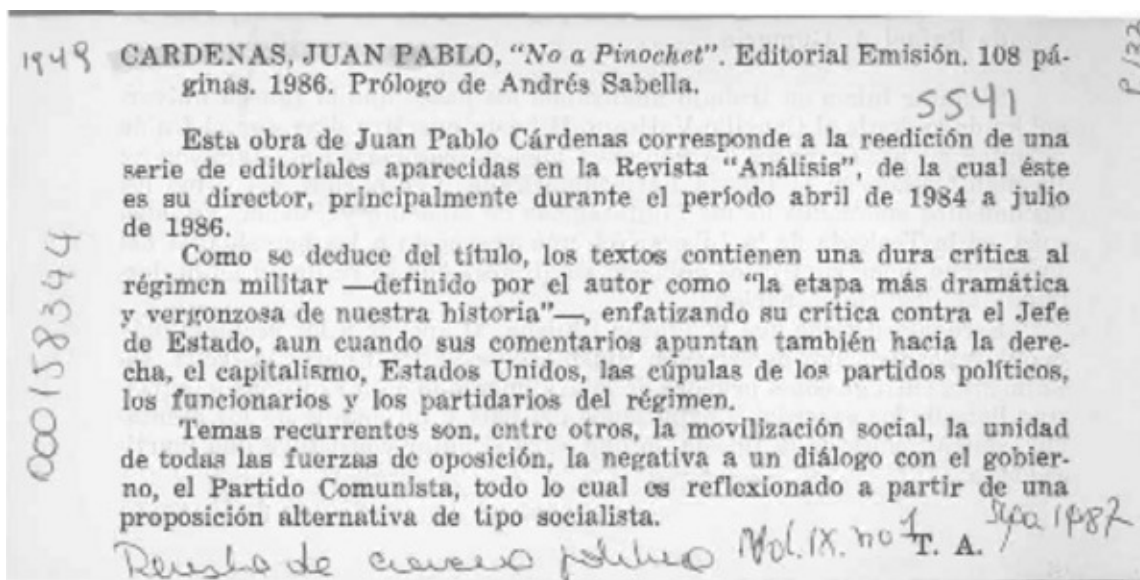 1949 CARDENAS, JUAN PABLO, "No a Pinochet". Editorial Emisión. 108 pá-
ginas. 1986. Prólogo de Andrés Sabella.
5541
Esta obra de Juan Pablo Cárdenas corresponde a la reedición de una
serie de editoriales aparecidas en la Revista "Análisis", de la cual éste
es su director, principalmente durante el período abril de 1984 a julio
de 1986.
Como se deduce del título, los textos contienen una dura crítica al
régimen militar —definido por el autor como "la etapa más dramática
y vergonzosa de nuestra historia"—, enfatizando su crítica contra el Jefe
de Estado, aun cuando sus comentarios apuntan también hacia la dere-
cha, el capitalismo, Estados Unidos, las cúpulas de los partidos políticos,
los funcionarios y los partidarios del régimen.
Temas recurrentes son, entre otros, la movilización social, la unidad
de todas las fuerzas de oposición, la negativa a un diálogo con el gobier-
no, el Partido Comunista, todo lo cual es reflexionado a partir de una
proposición alternativa de tipo socialista.
T. A.
Vol. IX. no 1
Revista de ciencia política
000158344